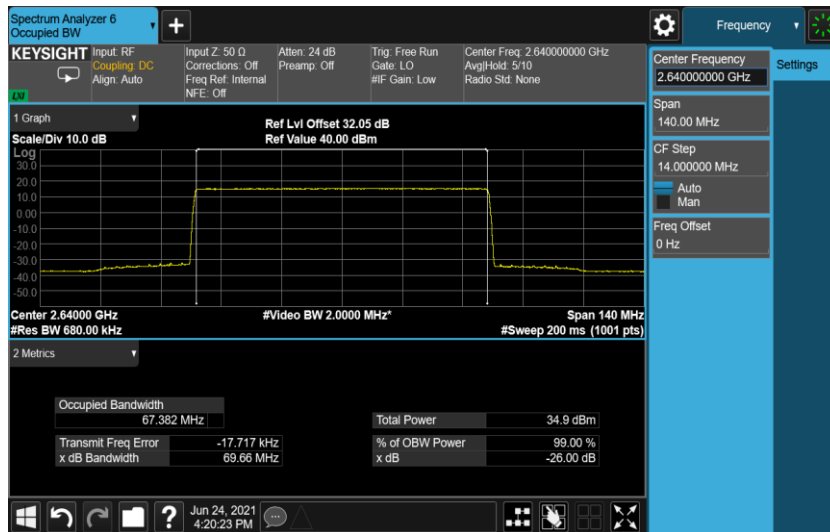 Spectrum Analyzer 6
Occupied BW
+
Frequency
KEYSIGHT
Input: RF
Coupling: DC
Align: Auto
LXI
Input Z: 50 Ω
Corrections: Off
Freq Ref: Internal
NFE: Off
Atten: 24 dB
Preamp: Off
Trig: Free Run
Gate: LO
#IF Gain: Low
Center Freq: 2.640000000 GHz
Avg|Hold: 5/10
Radio Std: None
Center Frequency
2.640000000 GHz
Settings
Span
140.00 MHz
CF Step
14.000000 MHz
Auto
Man
Freq Offset
0 Hz
1 Graph
Scale/Div 10.0 dB
Ref Lvl Offset 32.05 dB
Ref Value 40.00 dBm
Log
30.0
20.0
10.0
0.00
-10.0
-20.0
-30.0
-40.0
-50.0
Center 2.64000 GHz
#Video BW 2.0000 MHz*
Span 140 MHz
#Res BW 680.00 kHz
#Sweep 200 ms (1001 pts)
2 Metrics
Occupied Bandwidth
67.382 MHz
Total Power 34.9 dBm
Transmit Freq Error -17.717 kHz
% of OBW Power 99.00 %
x dB Bandwidth 69.66 MHz
x dB -26.00 dB
?
Jun 24, 2021
4:20:23 PM